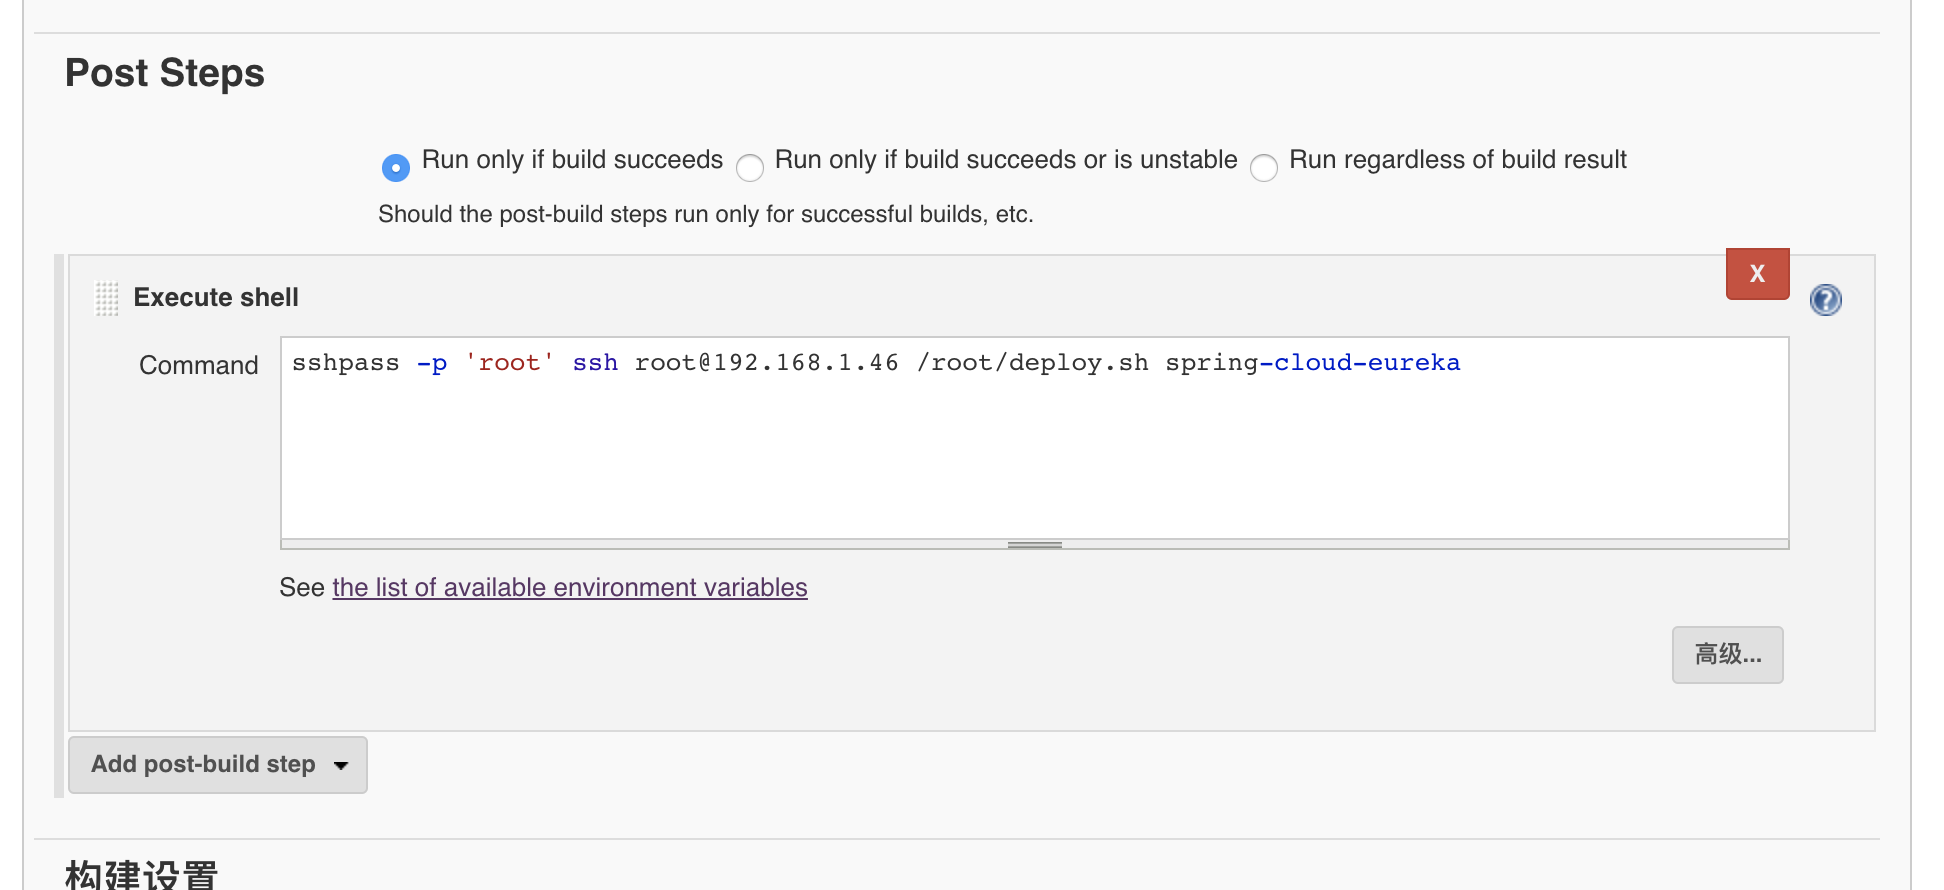 Post Steps
Run only if build succeeds Run only if build succeeds or is unstable Run regardless of build result
Should the post-build steps run only for successful builds, etc.
X
Execute shell
?
Command
sshpass -p 'root' ssh root@192.168.1.46 /root/deploy.sh spring-cloud-eureka
See the list of available environment variables
高级...
Add post-build step
构建设置